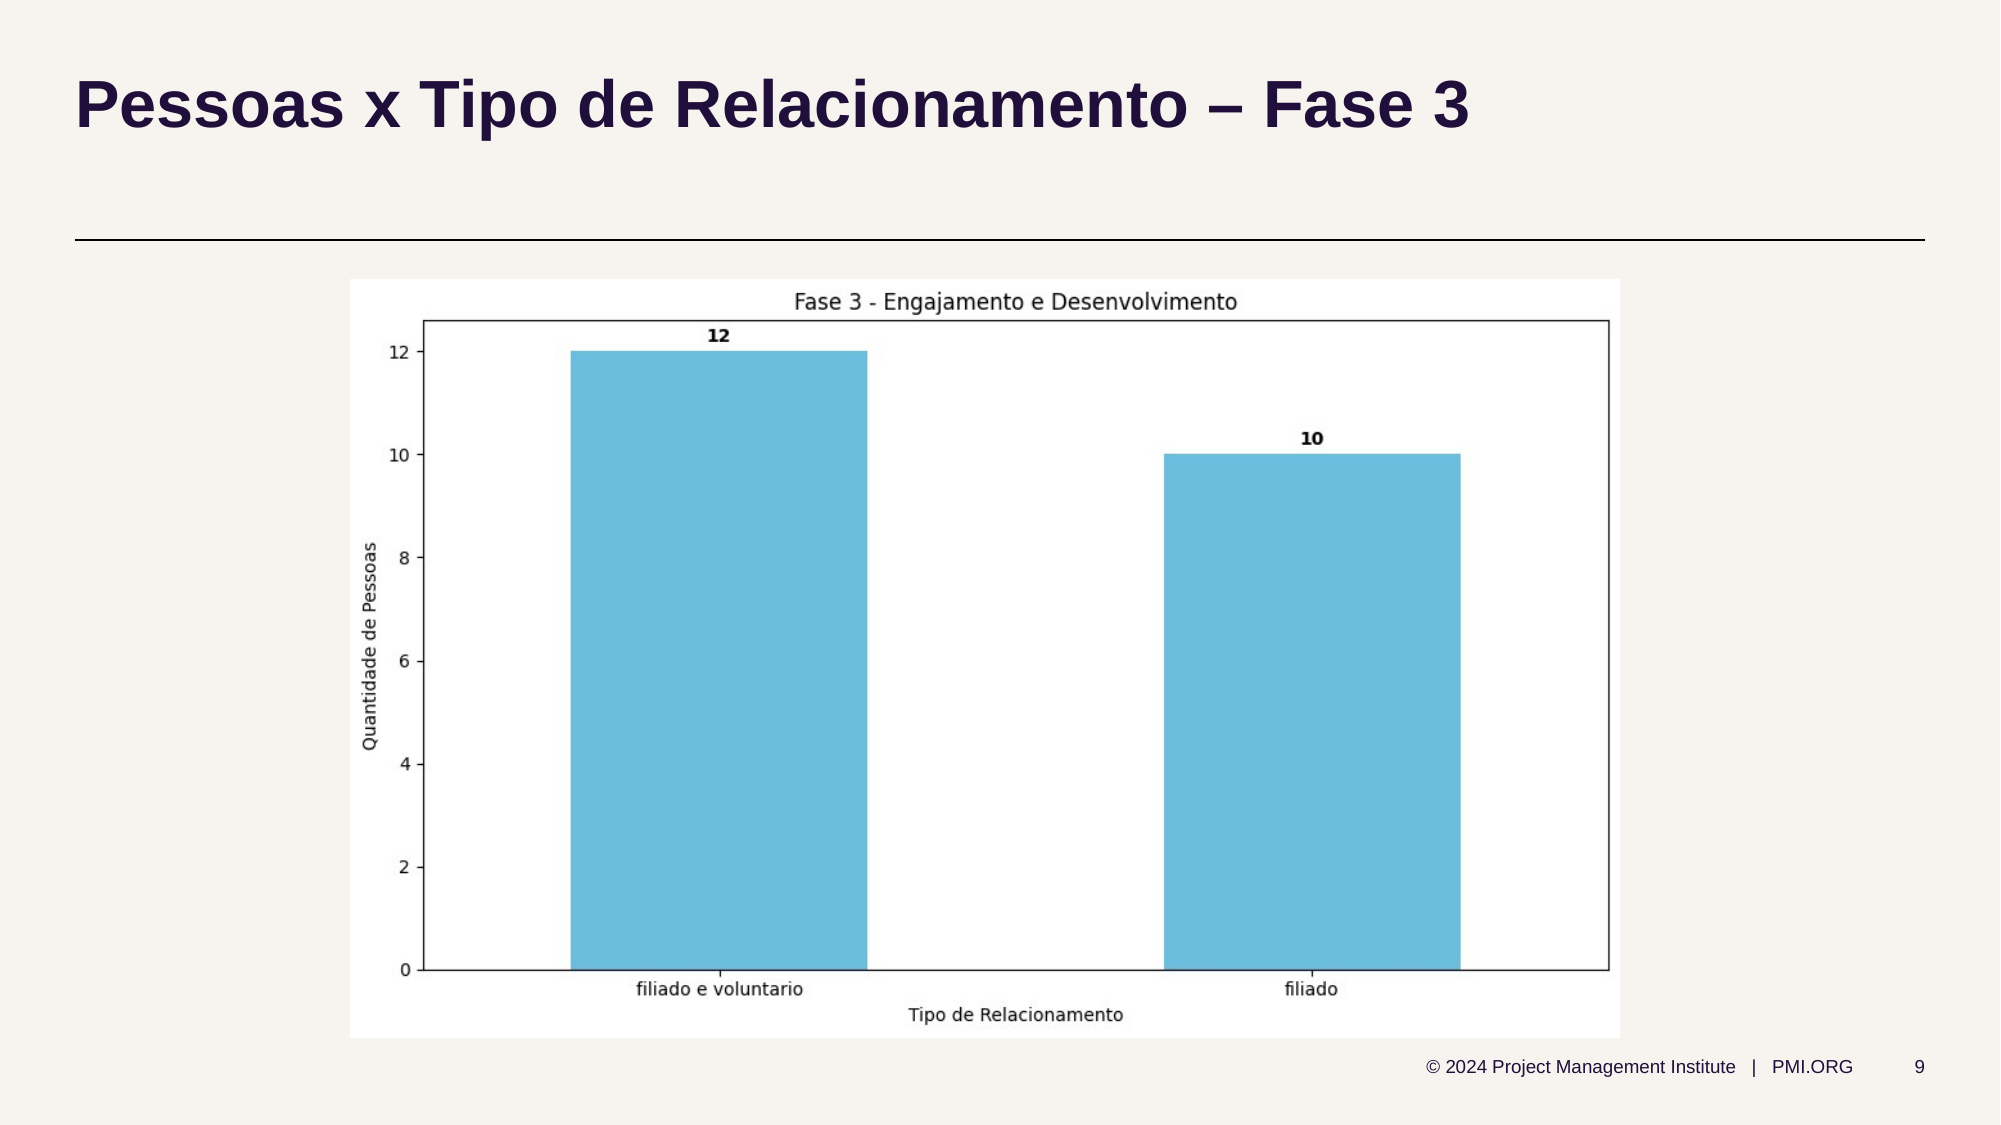 Pessoas x Tipo de Relacionamento – Fase 3
Fase 3 - Engajamento e Desenvolvimento
12
10
12
10
8
6
4
2
0
Quantidade de Pessoas
filiado e voluntario
filiado
Tipo de Relacionamento
© 2024 Project Management Institute | PMI.ORG 9